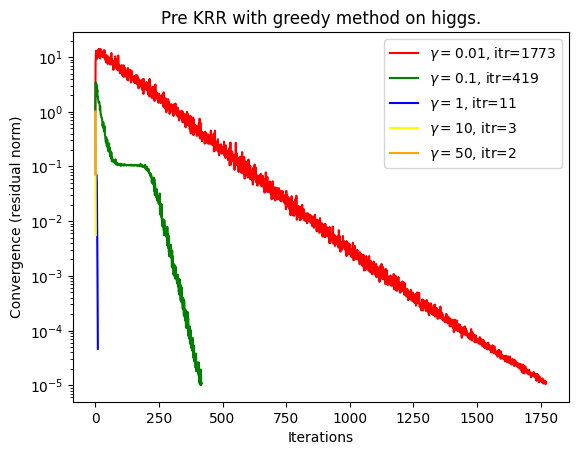 Pre KRR with greedy method on higgs.
Convergence (residual norm)
10¹
10⁰
10⁻¹
10⁻²
10⁻³
10⁻⁴
10⁻⁵
γ = 0.01, itr=1773
γ = 0.1, itr=419
γ = 1, itr=11
γ = 10, itr=3
γ = 50, itr=2
0 250 500 750 1000 1250 1500 1750
Iterations